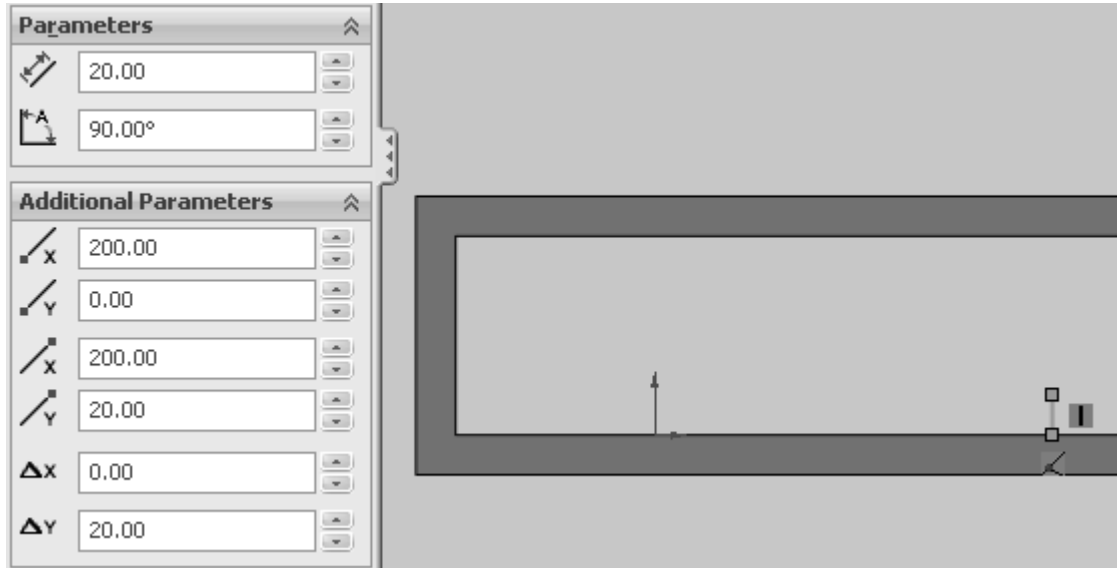 Parameters
20.00
A
90.00°
Additional Parameters
X
200.00
Y
0.00
X
200.00
Y
20.00
ΔX
0.00
ΔY
20.00